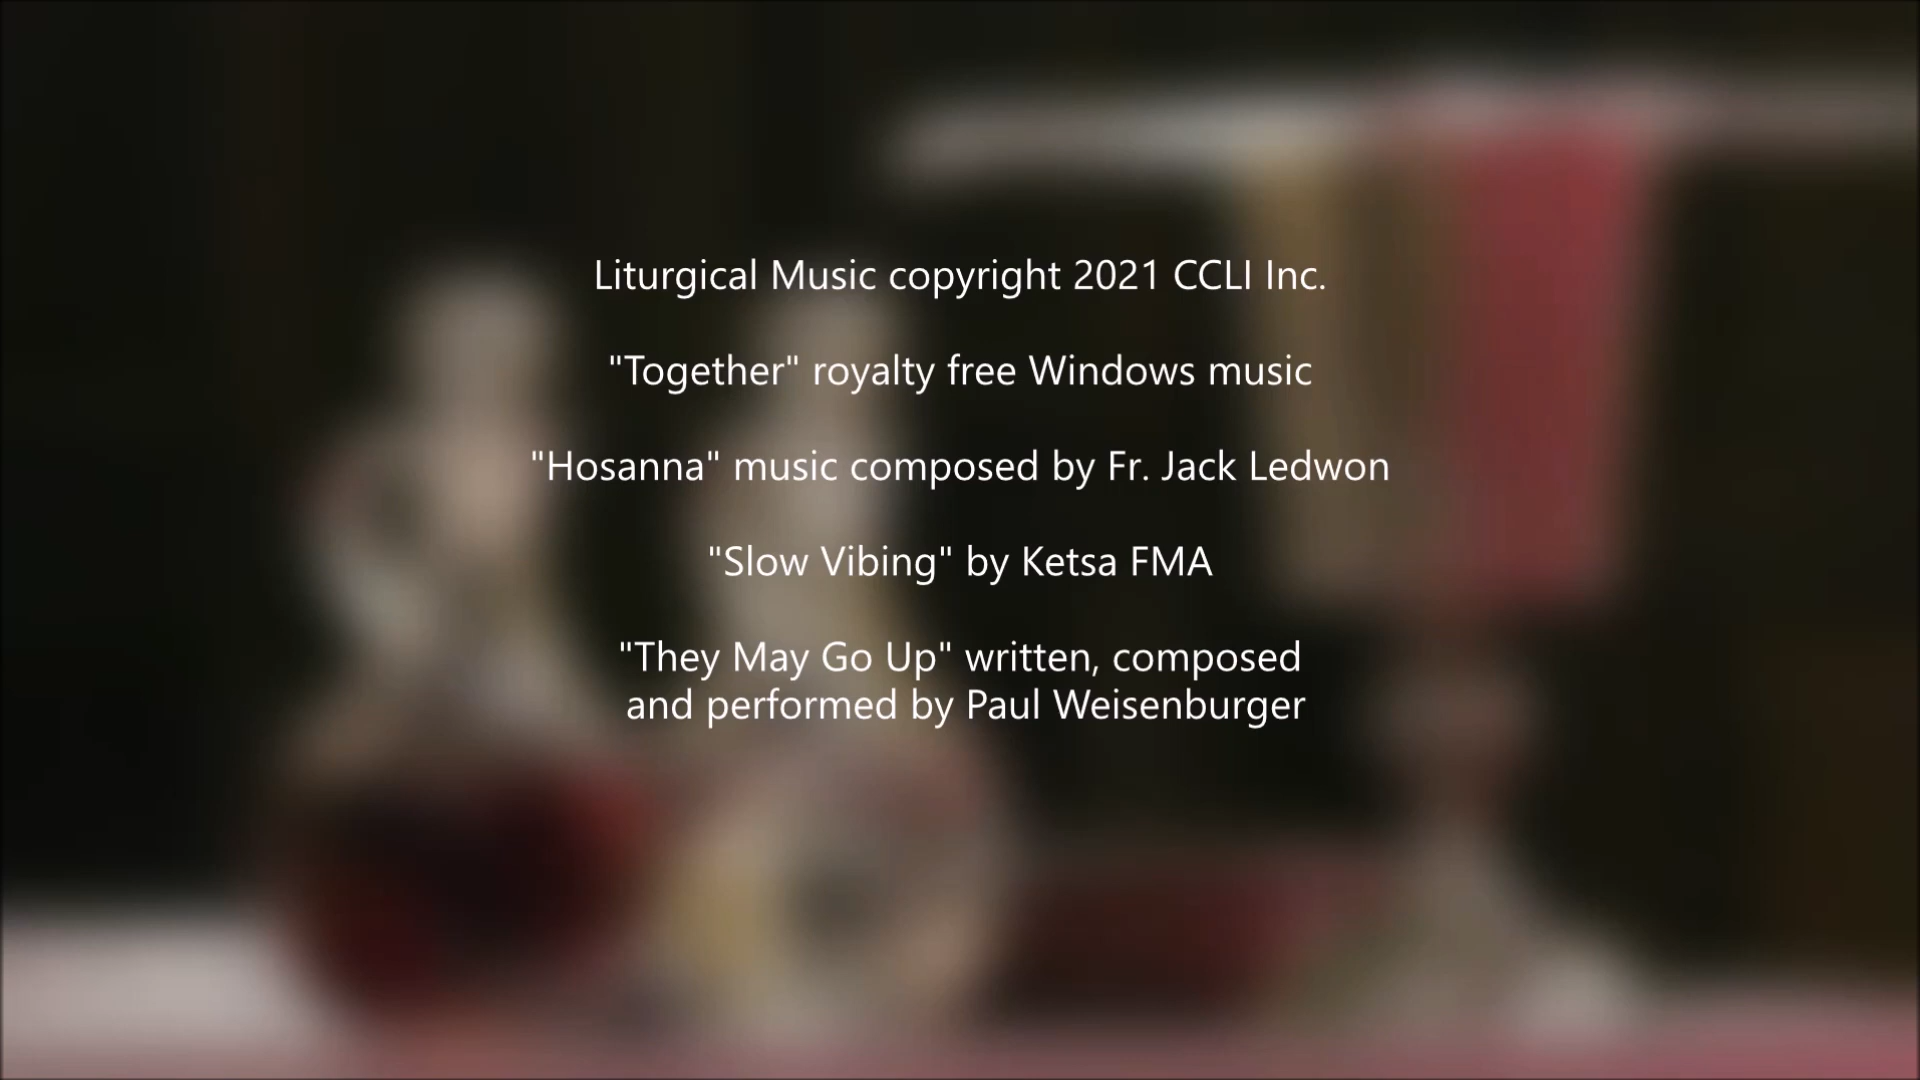 Liturgical Music copyright 2021 CCLI Inc.
"Together" royalty free Windows music
"Hosanna" music composed by Fr. Jack Ledwon
"Slow Vibing" by Ketsa FMA
"They May Go Up" written, composed
and performed by Paul Weisenburger